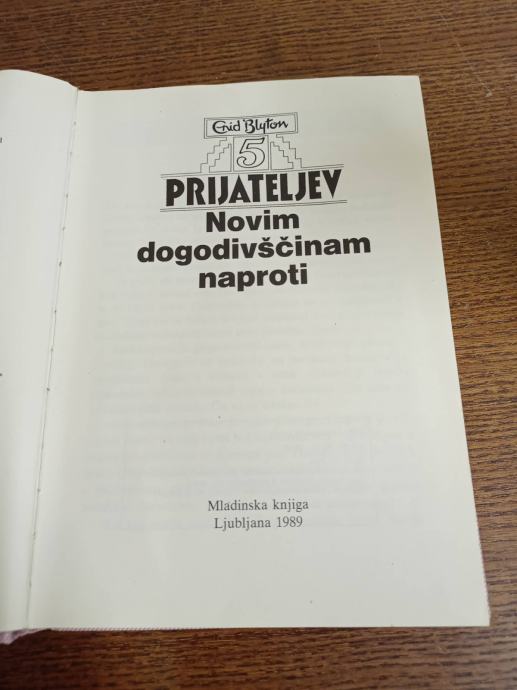 Enid Blyton
5
PRIJATELJEV
Novim
dogodivščinam
naproti
Mladinska knjiga
Ljubljana 1989